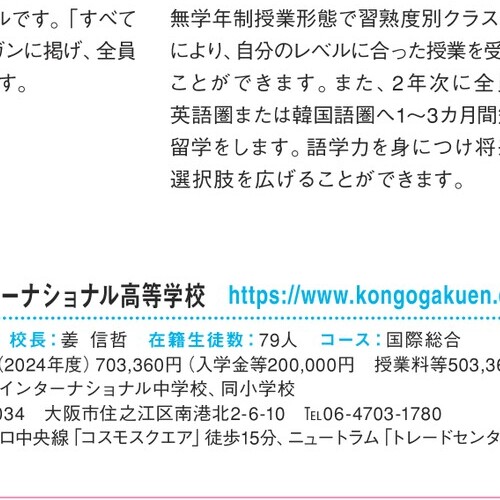 ルです。「すべて
ガンに掲げ、全員
す。
無学年制授業形態で習熟度別クラス
により、自分のレベルに合った授業を受
ことができます。また、2年次に全
英語圏または韓国語圏へ1〜3カ月間
留学をします。語学力を身につけ将
選択肢を広げることができます。
ーナショナル高等学校 https://www.kongogakuen.
校長：姜 信哲 在籍生徒数：79人 コース：国際総合
（2024年度）703,360円（入学金等200,000円 授業料等503,36
インターナショナル中学校、同小学校
034 大阪市住之江区南港北2-6-10 TEL06-4703-1780
ロ中央線「コスモスクエア」徒歩15分、ニュートラム「トレードセンタ